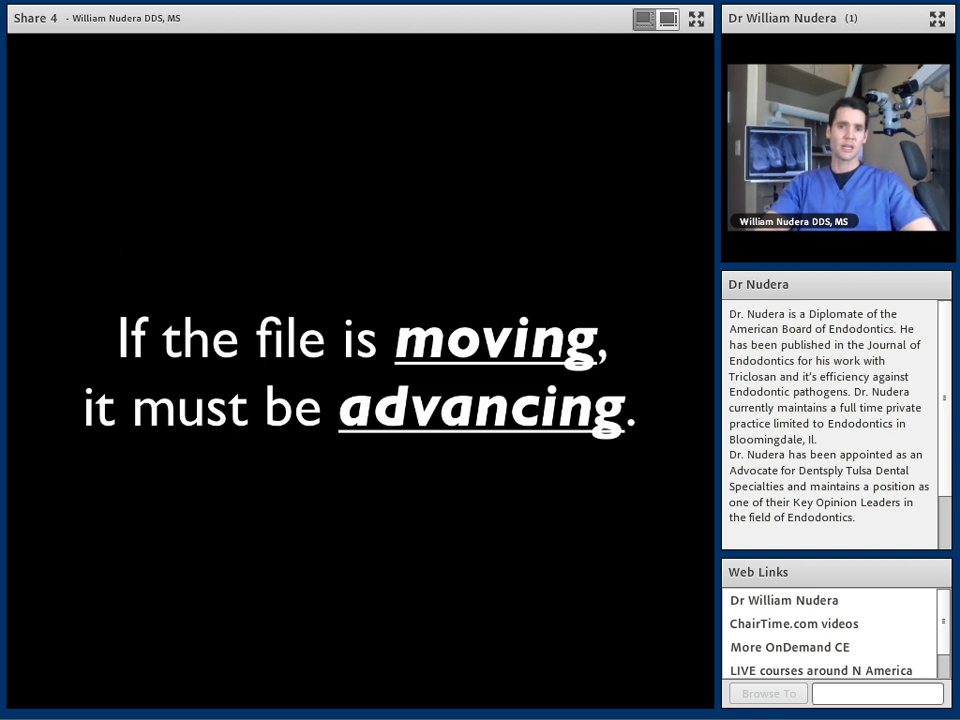 Share 4 - William Nudera DDS, MS
If the file is moving,
it must be advancing.
Dr William Nudera (1)
William Nudera DDS, MS
Dr Nudera
Dr. Nudera is a Diplomate of the
American Board of Endodontics. He
has been published in the Journal of
Endodontics for his work with
Triclosan and it's efficiency against
Endodontic pathogens. Dr. Nudera
currently maintains a full time private
practice limited to Endodontics in
Bloomingdale, Il.
Dr. Nudera has been appointed as an
Advocate for Dentsply Tulsa Dental
Specialties and maintains a position as
one of their Key Opinion Leaders in
the field of Endodontics.
Web Links
Dr William Nudera
ChairTime.com videos
More OnDemand CE
LIVE courses around N America
Browse To